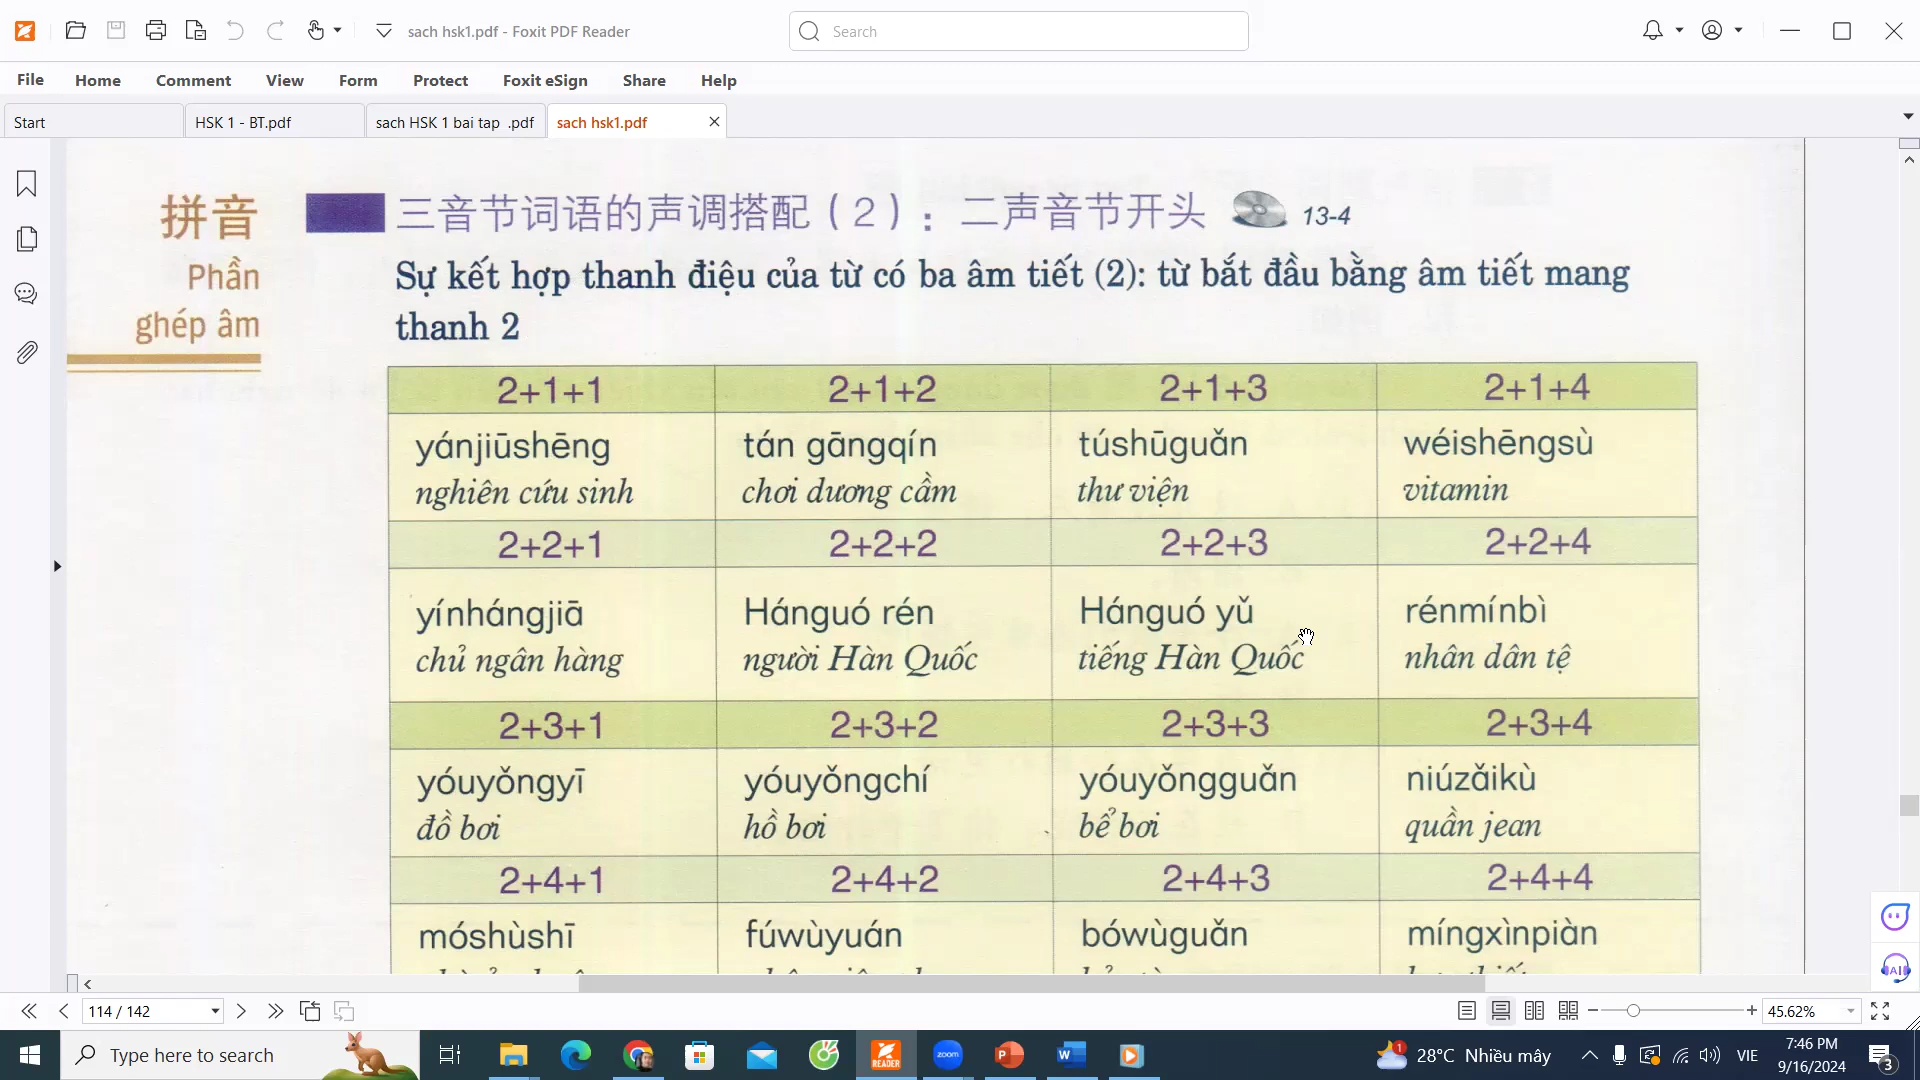 sach hsk1.pdf - Foxit PDF Reader
Search
File Home Comment View Form Protect Foxit eSign Share Help
Start HSK 1 - BT.pdf sach HSK 1 bai tap .pdf sach hsk1.pdf
拼音
Phần
ghép âm
三音节词语的声调搭配（2）：二声音节开头 13-4
Sự kết hợp thanh điệu của từ có ba âm tiết (2): từ bắt đầu bằng âm tiết mang
thanh 2
2+1+1 2+1+2 2+1+3 2+1+4
yánjiūshēng tán gāngqín túshūguǎn wéishēngsù
nghiên cứu sinh chơi dương cầm thư viện vitamin
2+2+1 2+2+2 2+2+3 2+2+4
yínhángjiā Hánguó rén Hánguó yǔ rénmínbì
chủ ngân hàng người Hàn Quốc tiếng Hàn Quốc nhân dân tệ
2+3+1 2+3+2 2+3+3 2+3+4
yóuyǒngyī yóuyǒngchí yóuyǒngguǎn niúzǎikù
đồ bơi hồ bơi bể bơi quần jean
2+4+1 2+4+2 2+4+3 2+4+4
móshùshī fúwùyuán bówùguǎn míngxìnpiàn
AI
114 / 142
45.62%
Type here to search
READER
zoom
1
28°C Nhiều mây
VIE
7:46 PM
9/16/2024
3